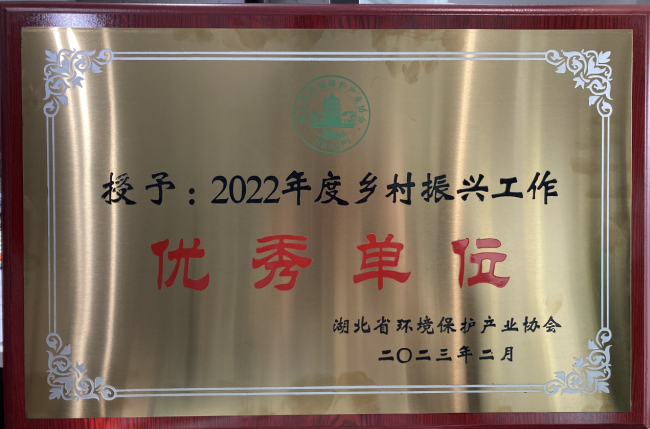 授予：2022年度乡村振兴工作
优秀单位
湖北省环境保护产业协会
二〇二三年二月